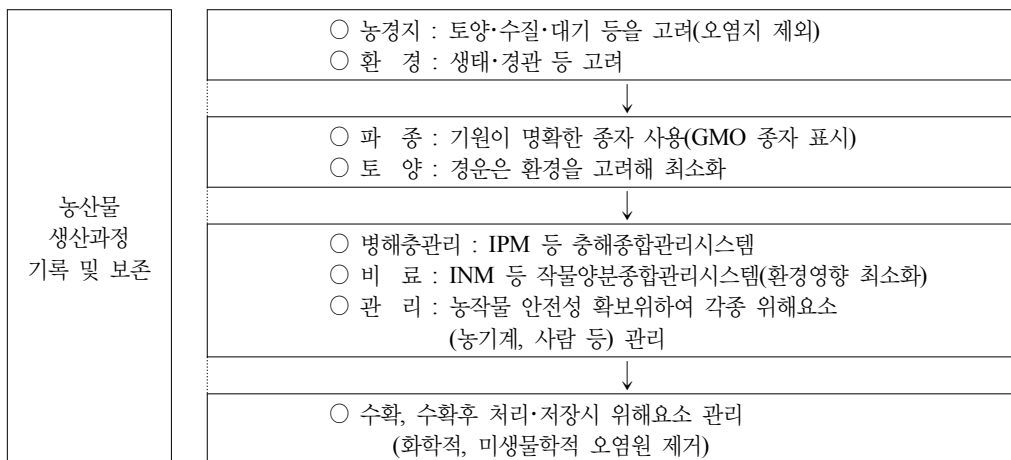 농산물
생산과정
기록 및 보존
○ 농경지 : 토양·수질·대기 등을 고려(오염지 제외)
○ 환 경 : 생태·경관 등 고려
↓
○ 파 종 : 기원이 명확한 종자 사용(GMO 종자 표시)
○ 토 양 : 경운은 환경을 고려해 최소화
↓
○ 병해충관리 : IPM 등 충해종합관리시스템
○ 비 료 : INM 등 작물양분종합관리시스템(환경영향 최소화)
○ 관 리 : 농작물 안전성 확보위하여 각종 위해요소
(농기계, 사람 등) 관리
↓
○ 수확, 수확후 처리·저장시 위해요소 관리
(화학적, 미생물학적 오염원 제거)